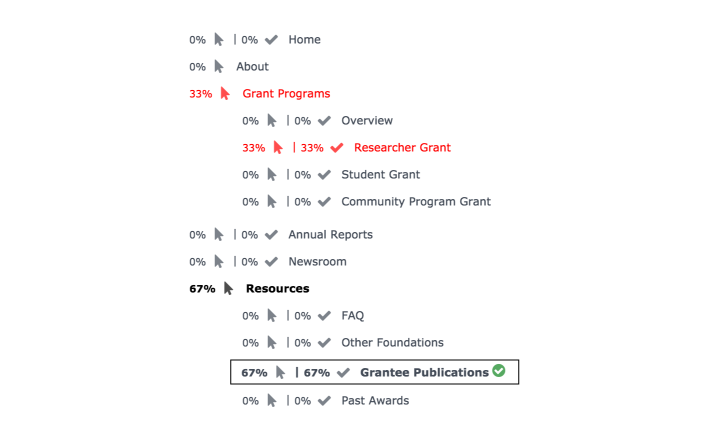 0% | 0% Home
0% About
33% Grant Programs
0% | 0% Overview
33% | 33% Researcher Grant
0% | 0% Student Grant
0% | 0% Community Program Grant
0% | 0% Annual Reports
0% | 0% Newsroom
67% Resources
0% | 0% FAQ
0% | 0% Other Foundations
67% | 67% Grantee Publications
0% | 0% Past Awards